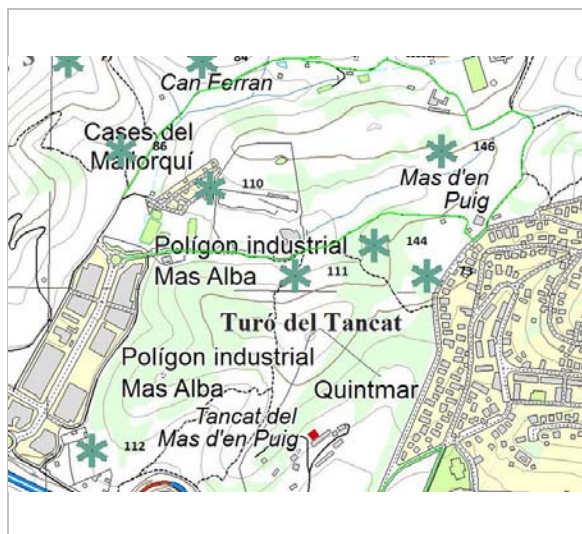 84
Can Ferran
Cases del
Mallorquí
86
146
Mas d'en
Puig
110
Polígon industrial
Mas Alba
144
111
73
Turó del Tancat
Polígon industrial
Mas Alba
Quintmar
Tancat del
Mas d'en Puig
112